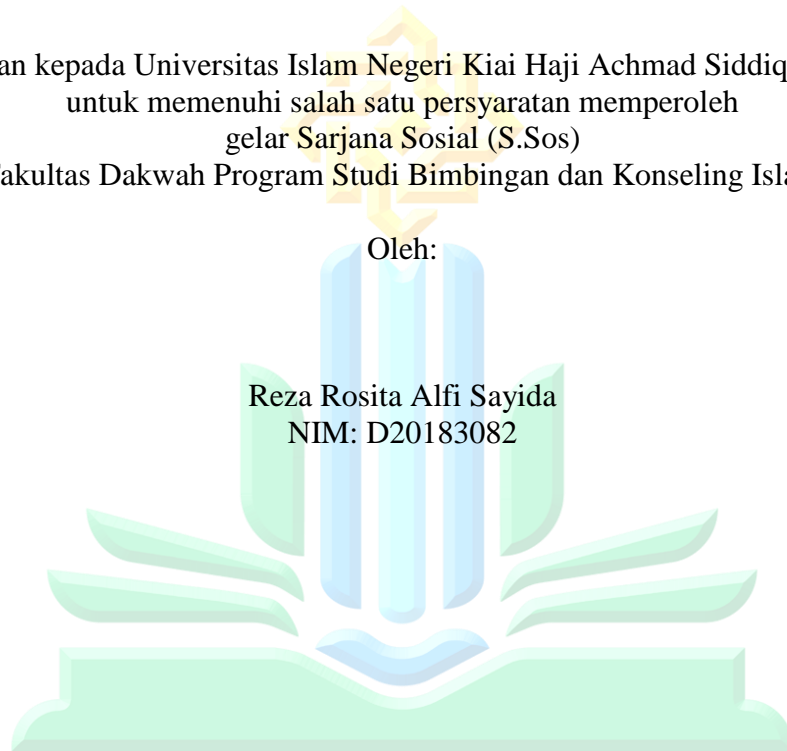 an kepada Universitas Islam Negeri Kiai Haji Achmad Siddiq
untuk memenuhi salah satu persyaratan memperoleh
gelar Sarjana Sosial (S.Sos)
akultas Dakwah Program Studi Bimbingan dan Konseling Isla
Oleh:
Reza Rosita Alfi Sayida
NIM: D20183082